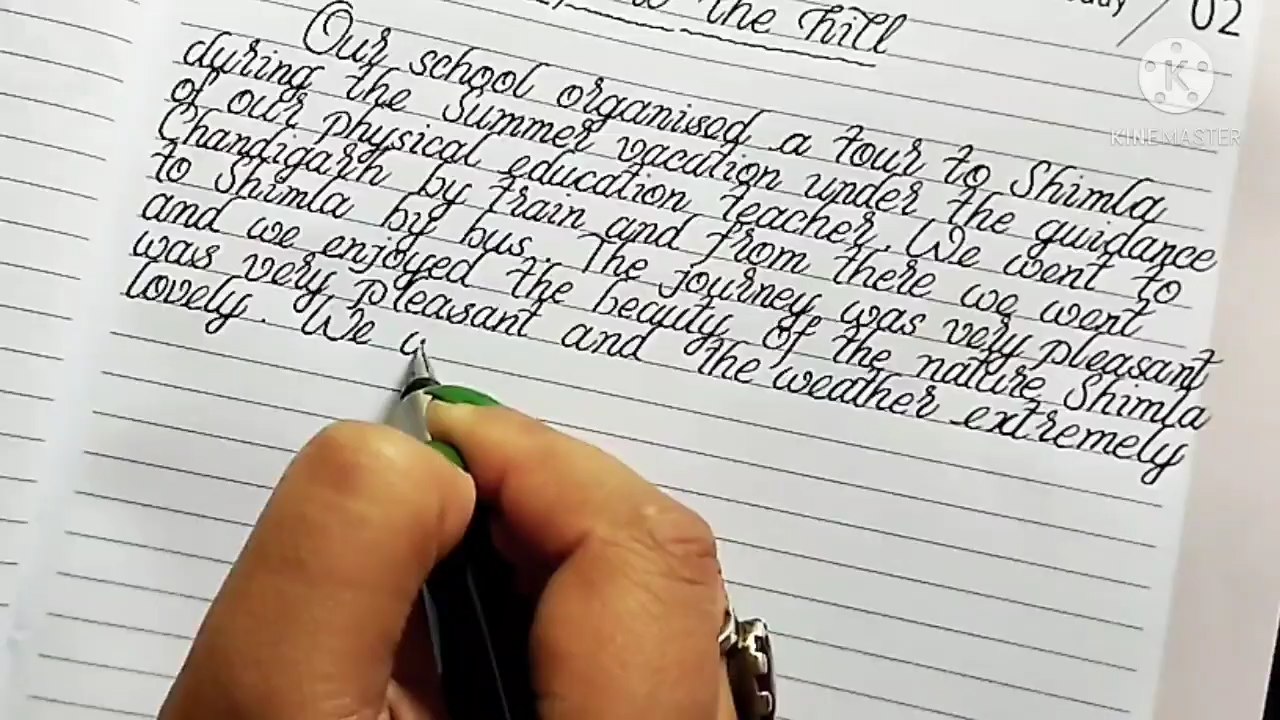 the hill
02
Our school organised a tour to Shimla
during the Summer vacation under the guidance
of our physical education teacher. We went to
Chandigarh by train and from there we went
to Shimla by bus. The journey was very pleasant
and we enjoyed the beauty of the nature Shimla
was very pleasant and the weather extremely
lovely. We
K
KINEMASTER